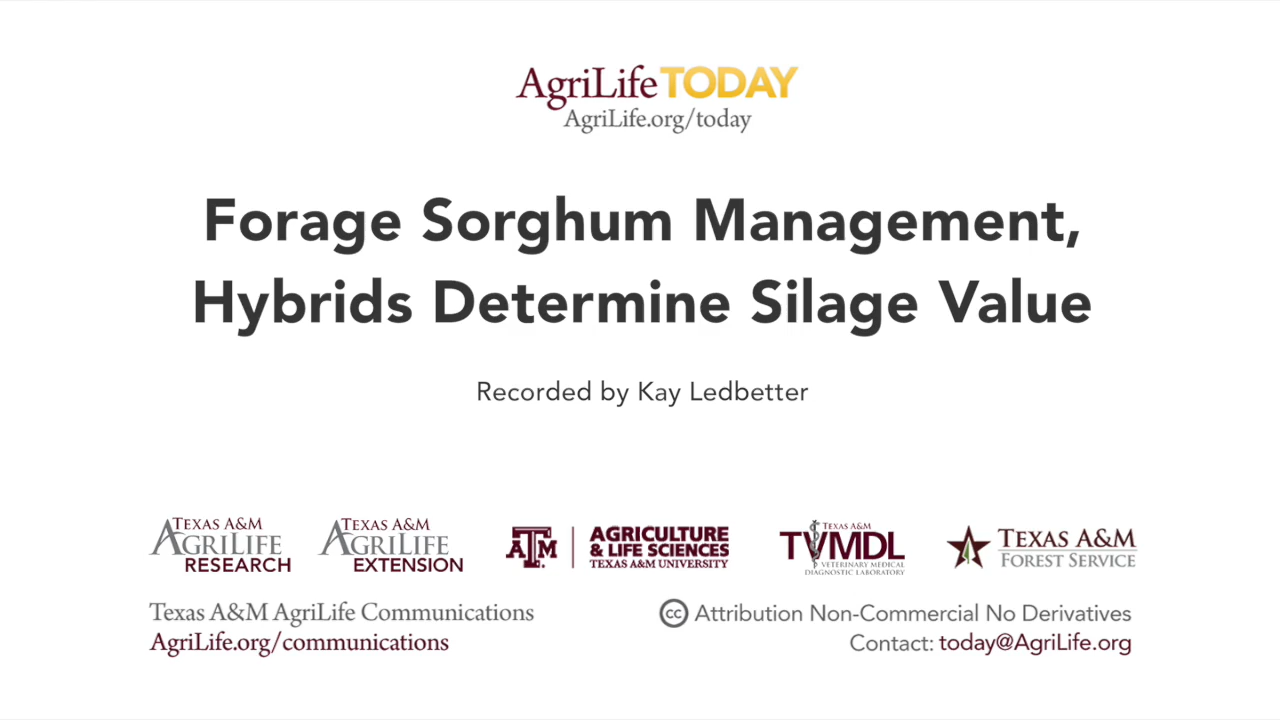 AgriLife TODAY
AgriLife.org/today
Forage Sorghum Management,
Hybrids Determine Silage Value
Recorded by Kay Ledbetter
TEXAS A&M
AGRILIFE
RESEARCH
TEXAS A&M
AGRILIFE
EXTENSION
ATM
AGRICULTURE
& LIFE SCIENCES
TEXAS A&M UNIVERSITY
TEXAS A&M
TVMDL
VETERINARY MEDICAL
DIAGNOSTIC LABORATORY
TEXAS A&M
FOREST SERVICE
Texas A&M AgriLife Communications
AgriLife.org/communications
cc Attribution Non-Commercial No Derivatives
Contact: today@AgriLife.org